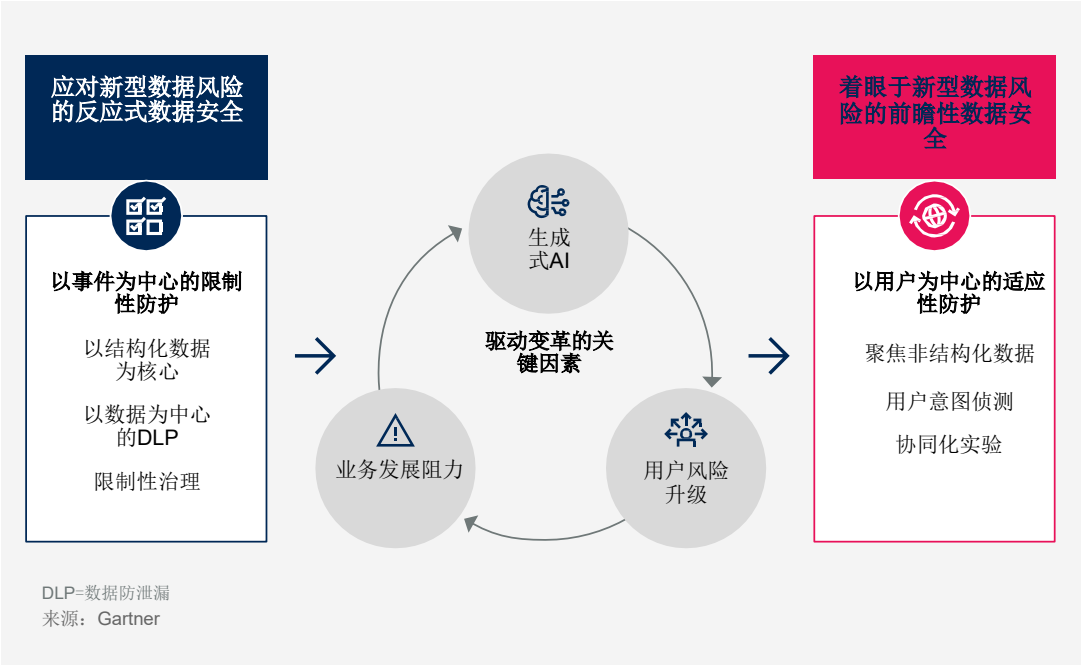 应对新型数据风险
的反应式数据安全
以事件为中心的限制
性防护
以结构化数据
为核心
以数据为中心
的DLP
限制性治理
生成
式AI
驱动变革的关
键因素
业务发展阻力
用户风险
升级
着眼于新型数据风
险的前瞻性数据安
全
以用户为中心的适应
性防护
聚焦非结构化数据
用户意图侦测
协同化实验
DLP=数据防泄漏
来源：Gartner